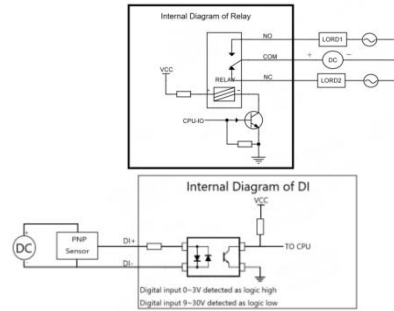 Internal Diagram of Relay
NO
LORD1
COM
+
DC
−
VCC
NC
LORD2
RELAY
CPU-IO
Internal Diagram of DI
VCC
PNP
Sensor
DI+
DC
TO CPU
DI-
Digital input 0~3V detected as logic high
Digital input 9~30V detected as logic low